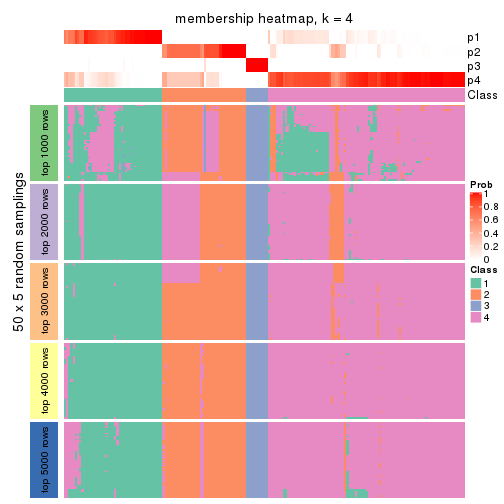 membership heatmap, k = 4
p1
p2
p3
p4
Class
50 x 5 random samplings
top 1000 rows
top 2000 rows
top 3000 rows
top 4000 rows
top 5000 rows
Prob
1
0.8
0.6
0.4
0.2
0
Class
1
2
3
4